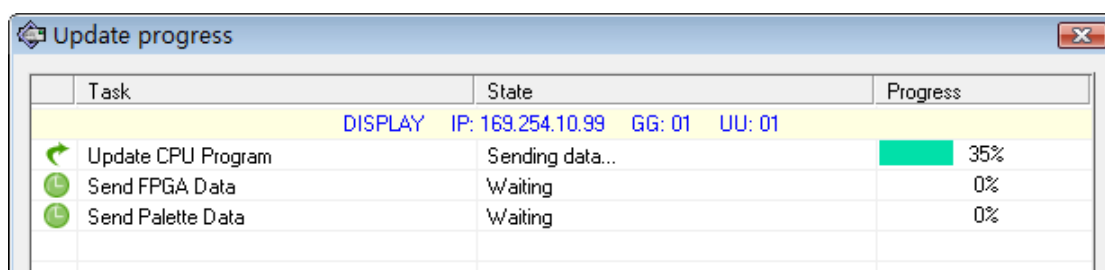 Update progress
Task State Progress
DISPLAY IP: 169.254.10.99 GG: 01 UU: 01
Update CPU Program Sending data... 35%
Send FPGA Data Waiting 0%
Send Palette Data Waiting 0%